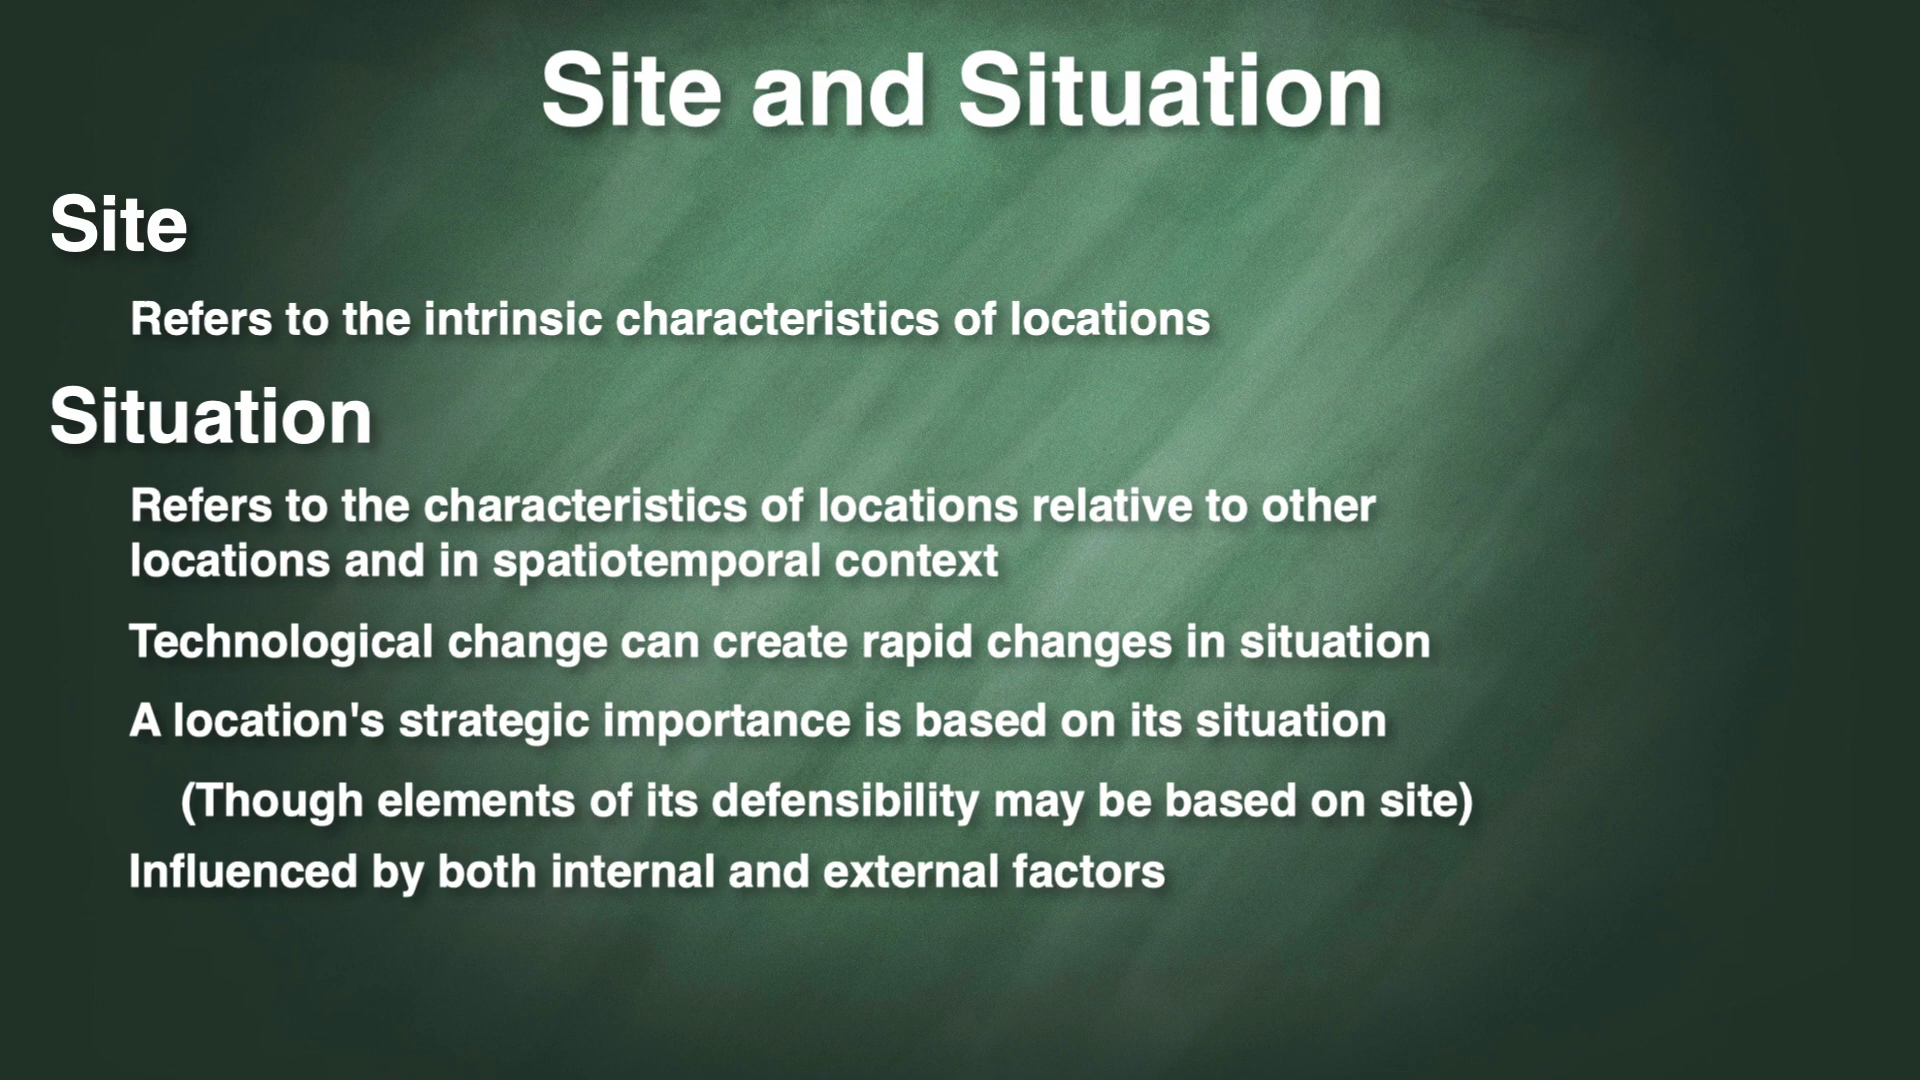 Site and Situation
Site
Refers to the intrinsic characteristics of locations
Situation
Refers to the characteristics of locations relative to other
locations and in spatiotemporal context
Technological change can create rapid changes in situation
A location's strategic importance is based on its situation
(Though elements of its defensibility may be based on site)
Influenced by both internal and external factors